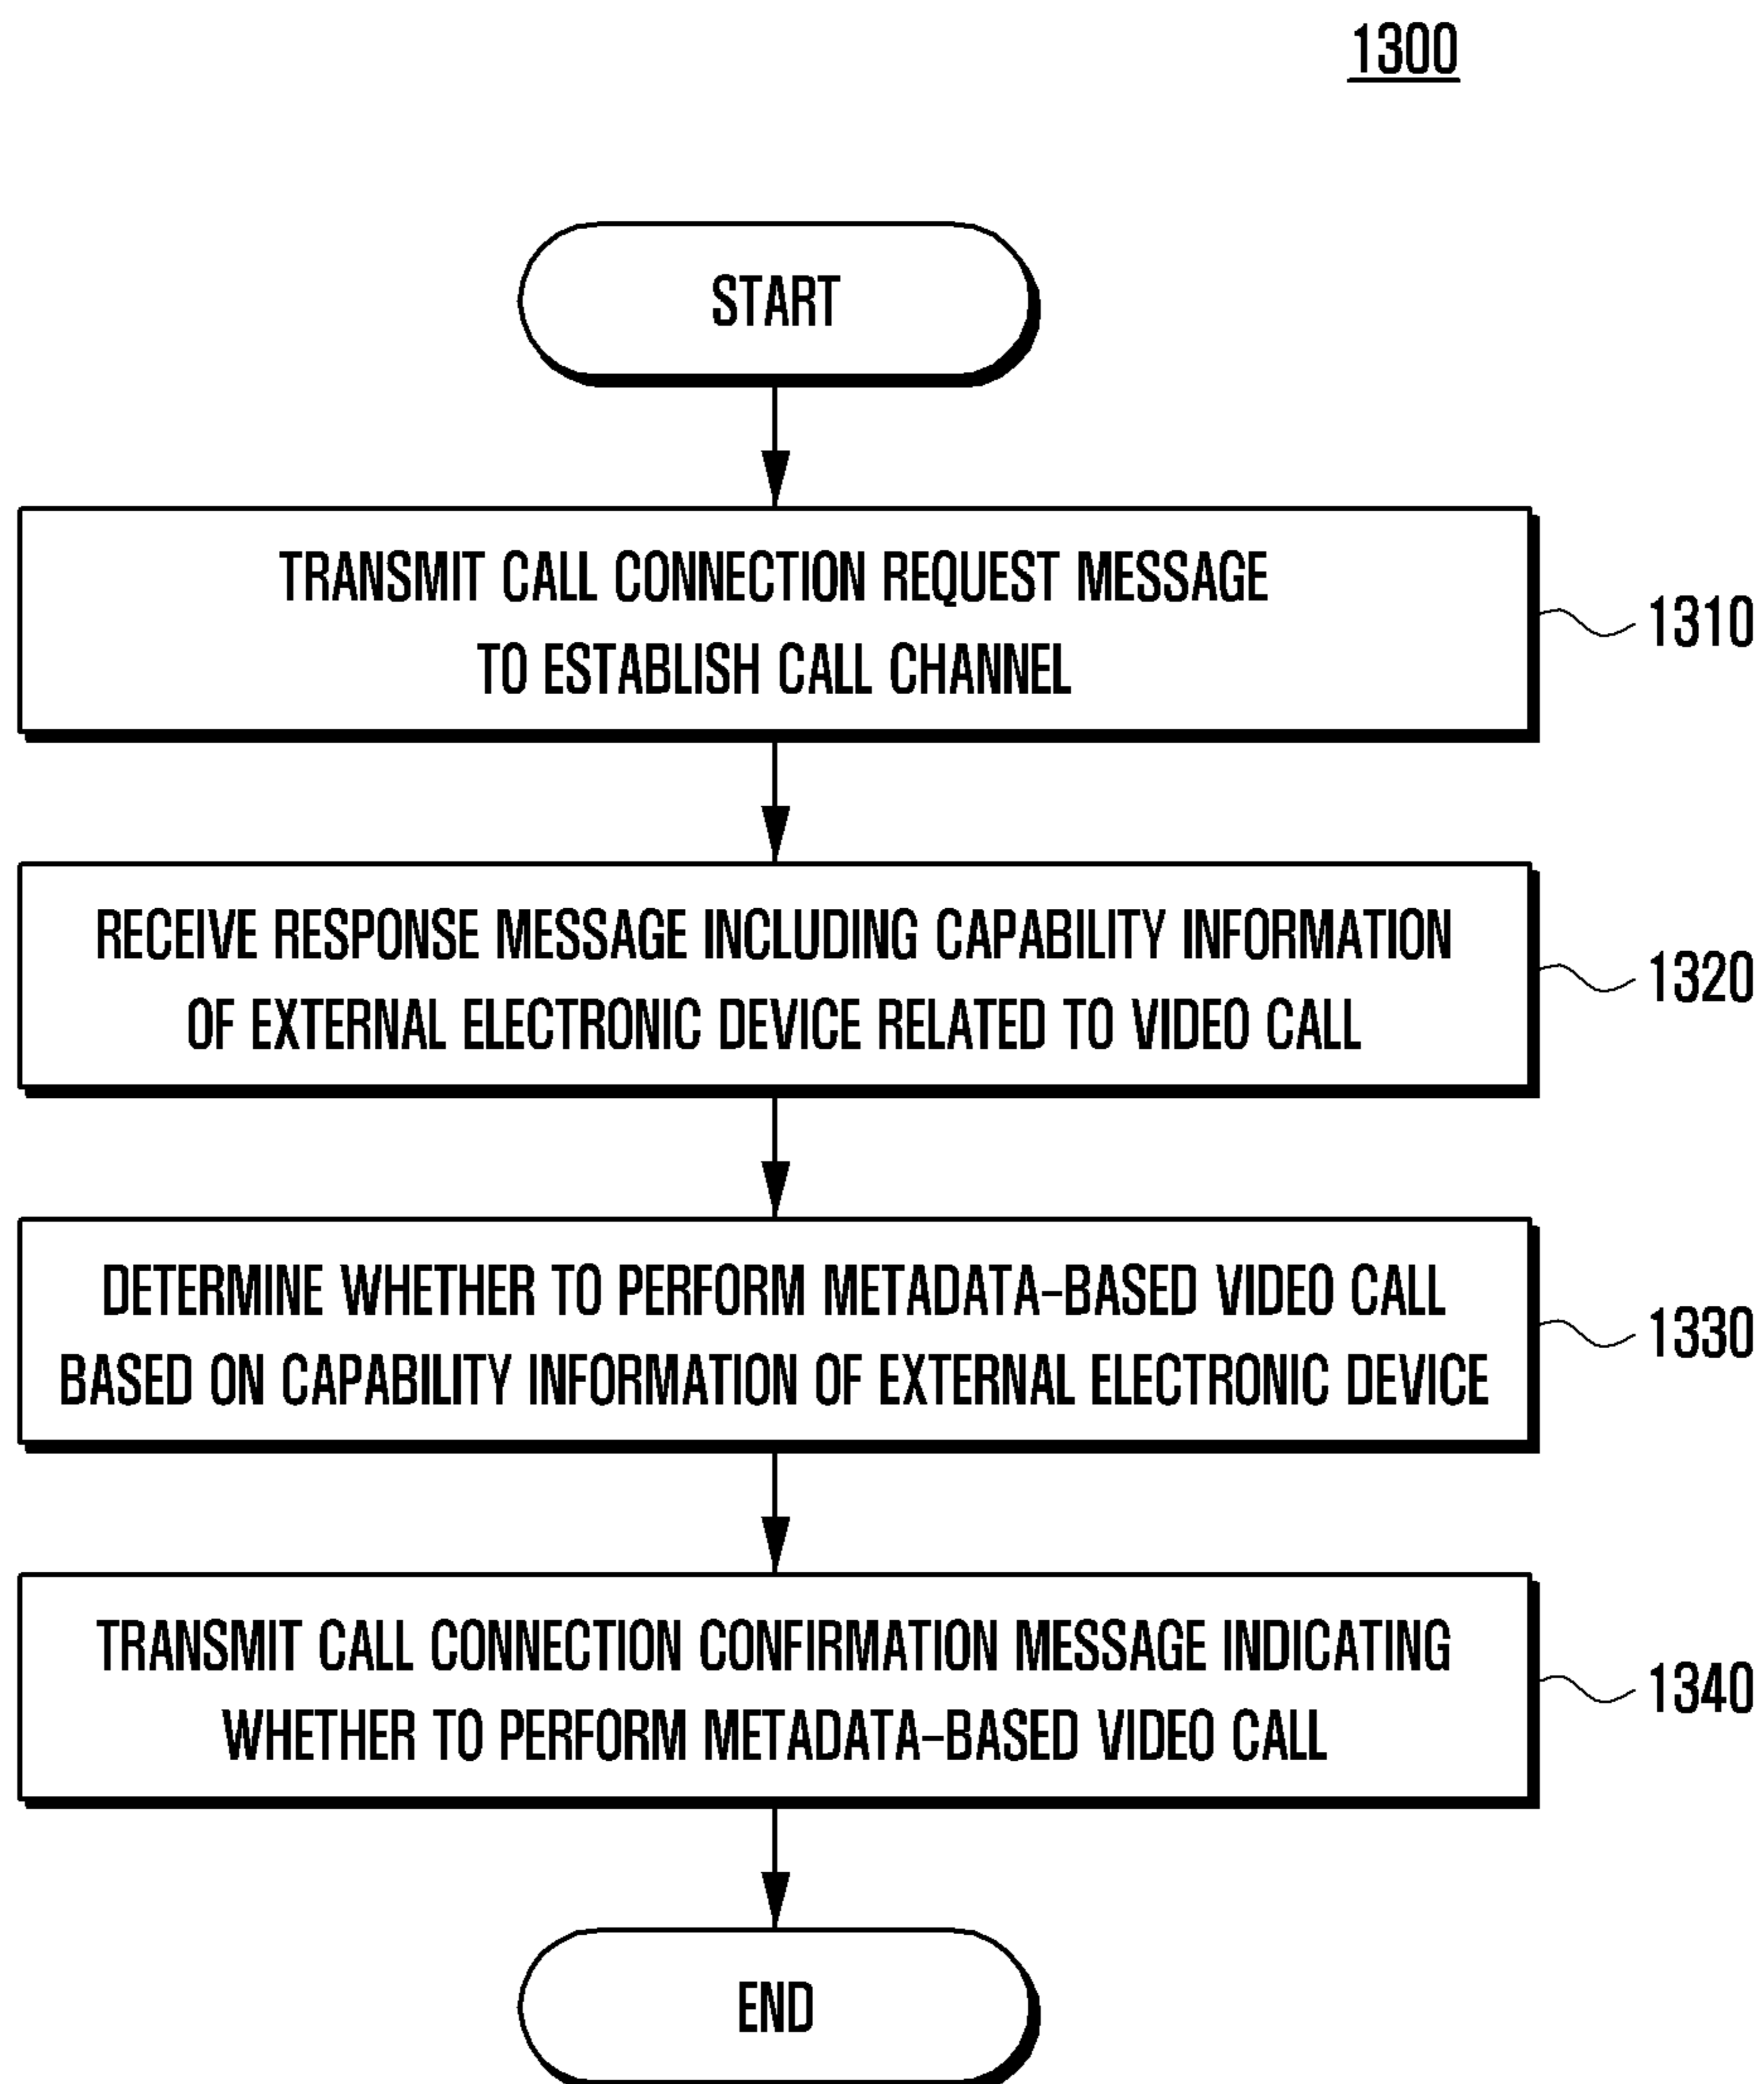 1300
START
TRANSMIT CALL CONNECTION REQUEST MESSAGE
TO ESTABLISH CALL CHANNEL
1310
RECEIVE RESPONSE MESSAGE INCLUDING CAPABILITY INFORMATION
OF EXTERNAL ELECTRONIC DEVICE RELATED TO VIDEO CALL
1320
DETERMINE WHETHER TO PERFORM METADATA-BASED VIDEO CALL
BASED ON CAPABILITY INFORMATION OF EXTERNAL ELECTRONIC DEVICE
1330
TRANSMIT CALL CONNECTION CONFIRMATION MESSAGE INDICATING
WHETHER TO PERFORM METADATA-BASED VIDEO CALL
1340
END